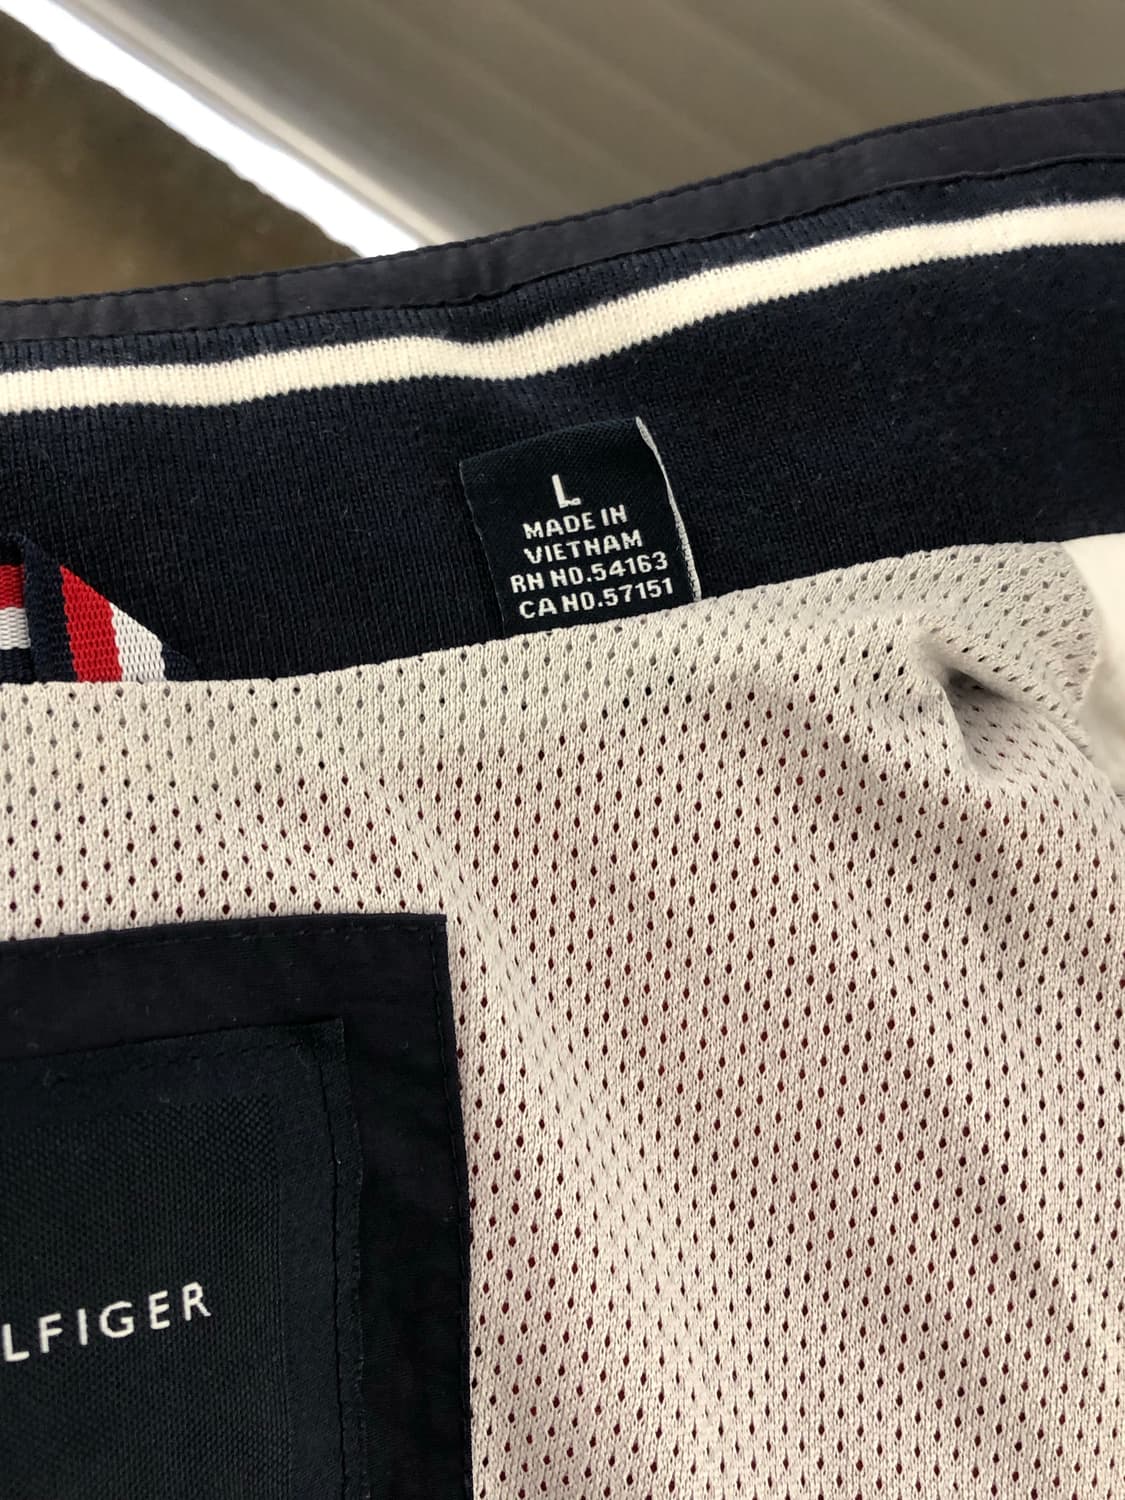 L
MADE IN
VIETNAM
RN NO.54163
CA NO.57151
LFIGER